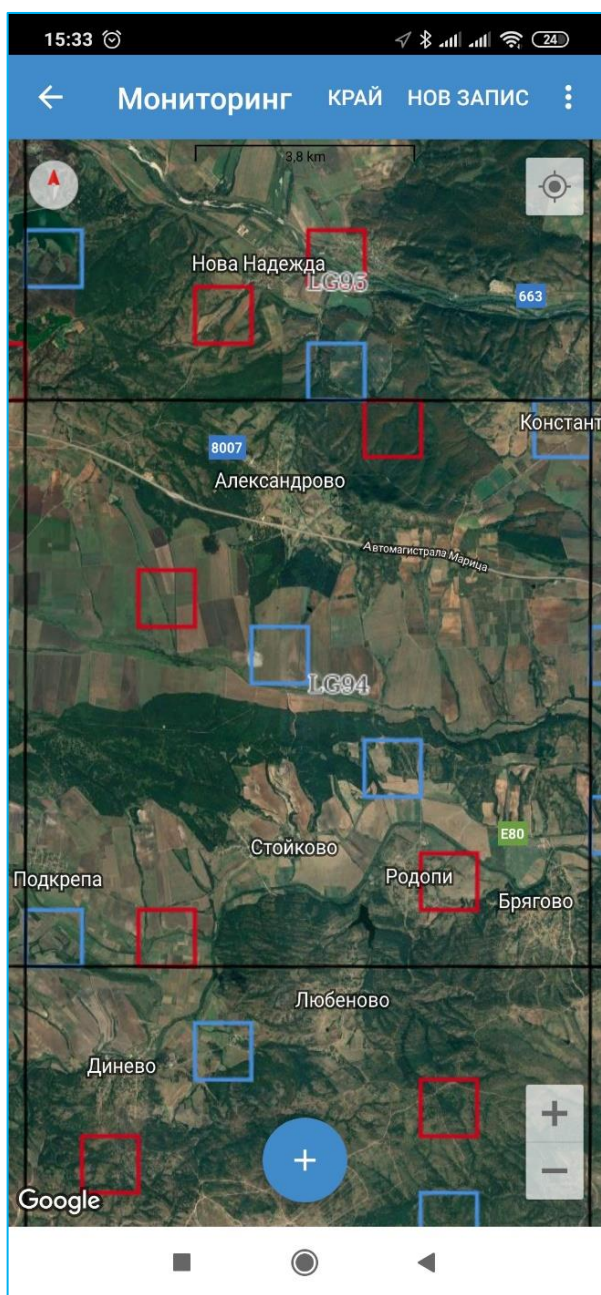 15:33
24
Мониторинг КРАЙ НОВ ЗАПИС
3,8 km
Нова Надежда
LG95
663
Констант
8007
Александрово
Автомагистрала Марица
LG94
E80
Стойково
Подкрепа
Родопи
Брягово
Любеново
Динево
Google